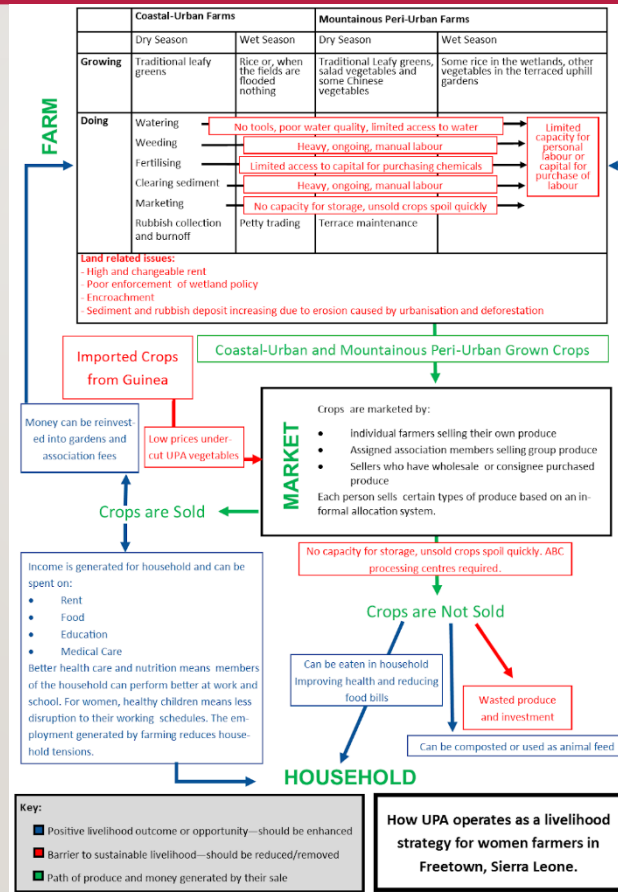 Coastal-Urban Farms
Mountainous Peri-Urban Farms
Dry Season
Wet Season
Dry Season
Wet Season
Growing
Traditional leafy
greens
Rice or, when
the fields are
flooded
nothing
Traditional Leafy greens,
salad vegetables and
some Chinese
vegetables
Some rice in the wetlands, other
vegetables in the terraced uphill
gardens
FARM
Doing
Watering
No tools, poor water quality, limited access to water
Weeding
Heavy, ongoing, manual labour
Fertilising
Limited access to capital for purchasing chemicals
Clearing sediment
Heavy, ongoing, manual labour
Marketing
No capacity for storage, unsold crops spoil quickly
Limited
capacity for
personal
labour or
capital for
purchase of
labour
Rubbish collection
and burnoff
Petty trading
Terrace maintenance
Land related issues:
- High and changeable rent
- Poor enforcement of wetland policy
- Encroachment
- Sediment and rubbish deposit increasing due to erosion caused by urbanisation and deforestation
Imported Crops
from Guinea
Coastal-Urban and Mountainous Peri-Urban Grown Crops
Money can be reinvest-
ed into gardens and
association fees
Low prices under-
cut UPA vegetables
MARKET
Crops are marketed by:
• individual farmers selling their own produce
• Assigned association members selling group produce
• Sellers who have wholesale or consignee purchased
produce
Each person sells certain types of produce based on an in-
formal allocation system.
Crops are Sold
No capacity for storage, unsold crops spoil quickly. ABC
processing centres required.
Income is generated for household and can be
spent on:
• Rent
• Food
• Education
• Medical Care
Better health care and nutrition means members
of the household can perform better at work and
school. For women, healthy children means less
disruption to their working schedules. The em-
ployment generated by farming reduces house-
hold tensions.
Crops are Not Sold
Can be eaten in household
Improving health and reducing
food bills
Wasted produce
and investment
Can be composted or used as animal feed
HOUSEHOLD
Key:
Positive livelihood outcome or opportunity—should be enhanced
Barrier to sustainable livelihood—should be reduced/removed
Path of produce and money generated by their sale
How UPA operates as a livelihood
strategy for women farmers in
Freetown, Sierra Leone.